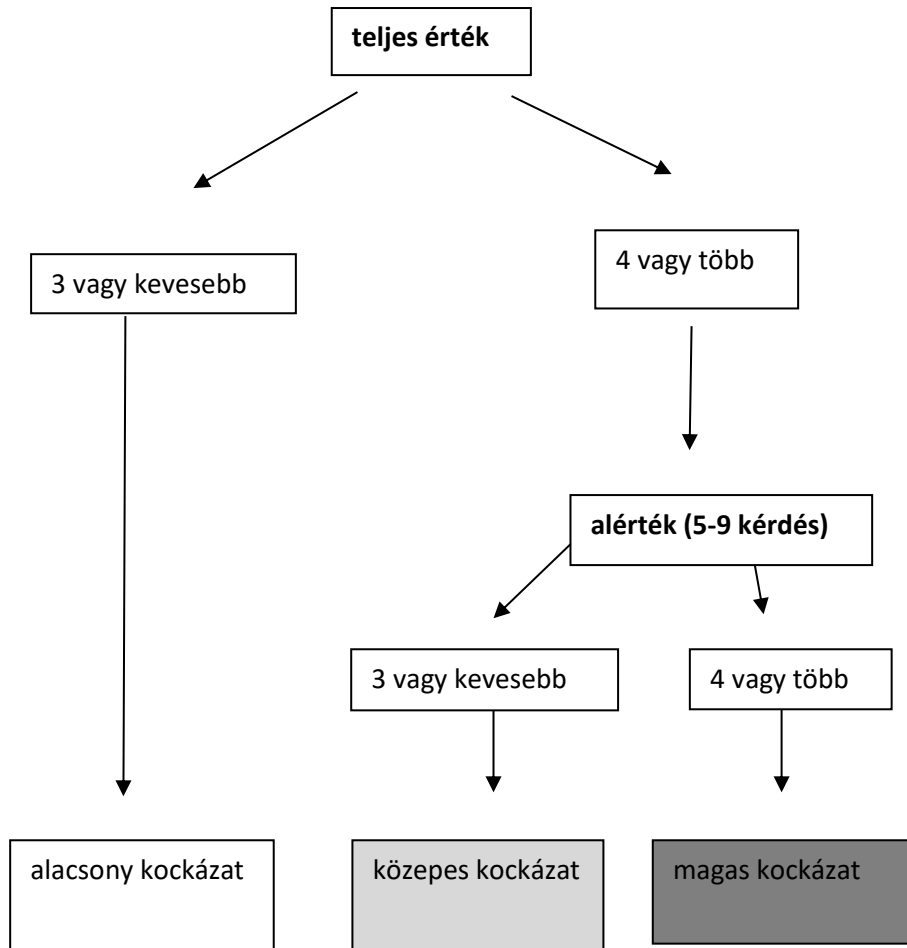 teljes érték
3 vagy kevesebb
4 vagy több
alérték (5-9 kérdés)
3 vagy kevesebb
4 vagy több
alacsony kockázat
közepes kockázat
magas kockázat